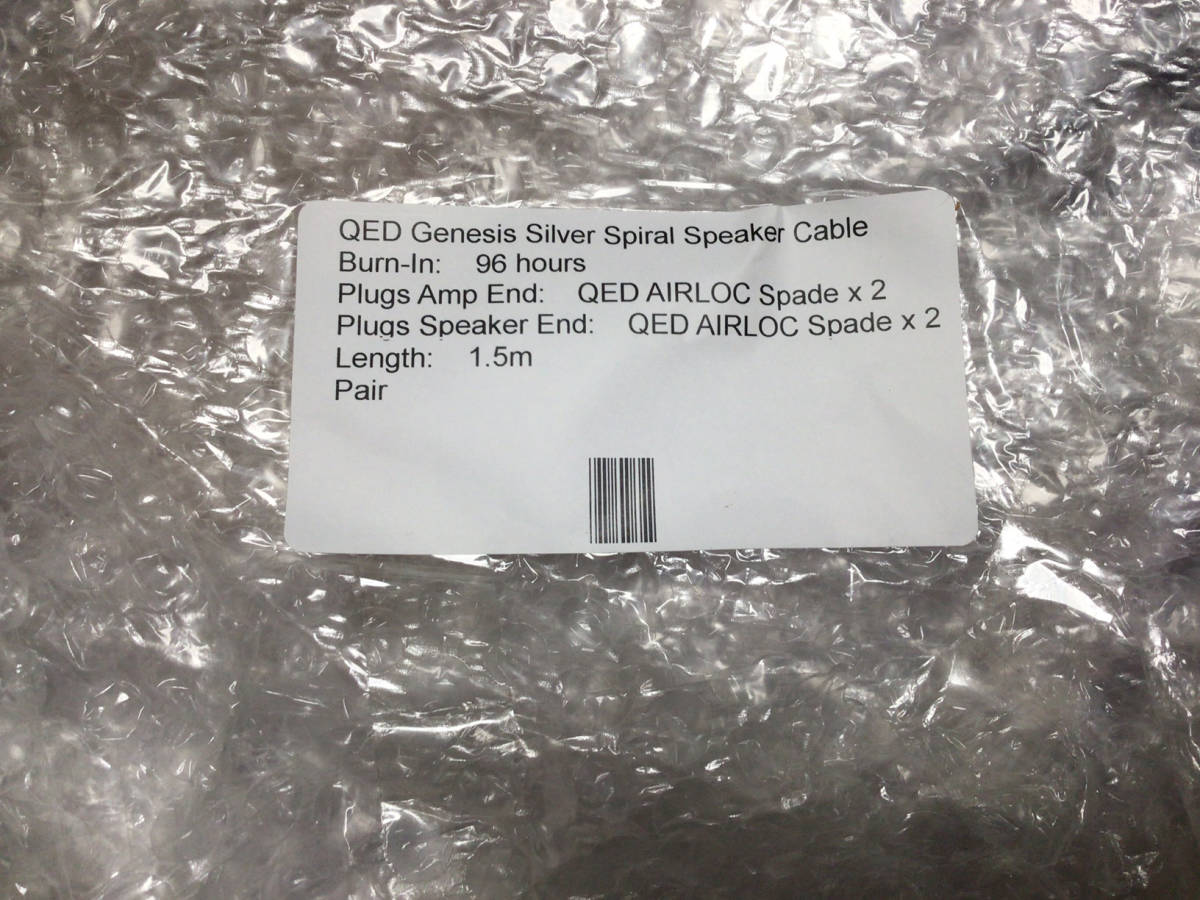 QED Genesis Silver Spiral Speaker Cable
Burn-In: 96 hours
Plugs Amp End: QED AIRLOC Spade x 2
Plugs Speaker End: QED AIRLOC Spade x 2
Length: 1.5m
Pair